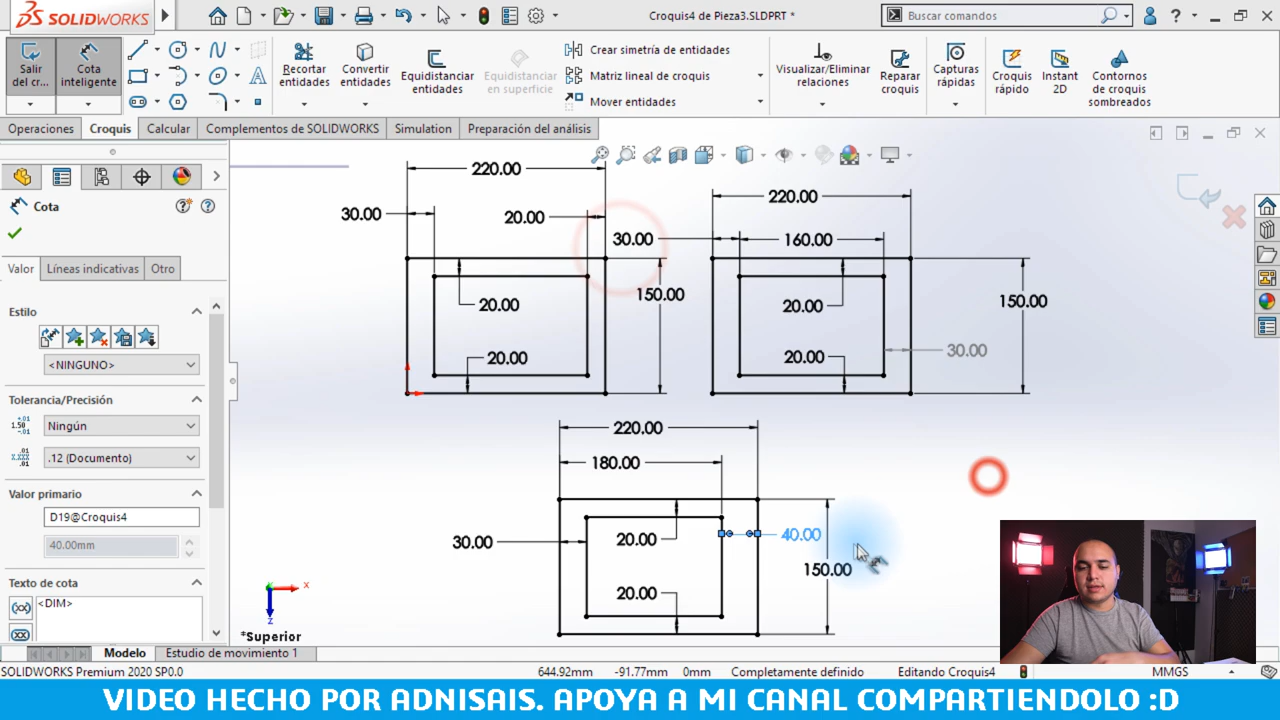 SOLIDWORKS
Croquis4 de Pieza3.SLDPRT *
Buscar comandos
Salir del cr...
Cota inteligente
Recortar entidades
Convertir entidades
Equidistanciar entidades
Equidistanciar en superficie
Crear simetría de entidades
Matriz lineal de croquis
Mover entidades
Visualizar/Eliminar relaciones
Reparar croquis
Capturas rápidas
Croquis rápido
Instant 2D
Contornos de croquis sombreados
Operaciones
Croquis
Calcular
Complementos de SOLIDWORKS
Simulation
Preparación del análisis
Cota
Valor
Líneas indicativas
Otro
Estilo
<NINGUNO>
Tolerancia/Precisión
Ningún
.12 (Documento)
Valor primario
D19@Croquis4
40.00mm
Texto de cota
<DIM>
220.00
30.00
20.00
20.00
150.00
20.00
220.00
30.00
160.00
20.00
150.00
20.00
30.00
220.00
180.00
40.00
30.00
20.00
150.00
20.00
X
Z
*Superior
Modelo
Estudio de movimiento 1
SOLIDWORKS Premium 2020 SP0.0
644.92mm
-91.77mm
0mm
Completamente definido
Editando Croquis4
MMGS
VIDEO HECHO POR ADNISAIS. APOYA A MI CANAL COMPARTIENDOLO :D